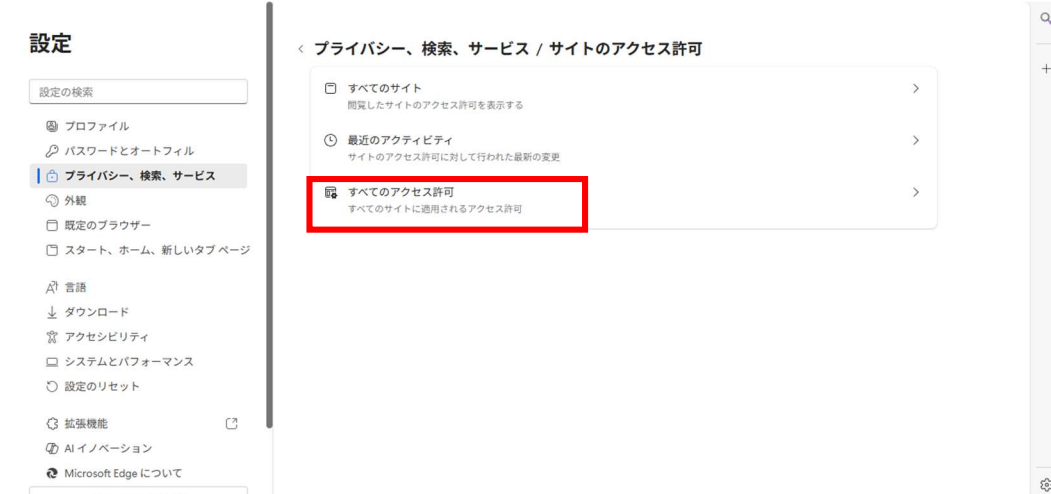 設定
設定の検索
プロファイル
パスワードとオートフィル
プライバシー、検索、サービス
外観
既定のブラウザー
スタート、ホーム、新しいタブ ページ
言語
ダウンロード
アクセシビリティ
システムとパフォーマンス
設定のリセット
拡張機能
AI イノベーション
Microsoft Edge について
プライバシー、検索、サービス / サイトのアクセス許可
すべてのサイト
閲覧したサイトのアクセス許可を表示する
最近のアクティビティ
サイトのアクセス許可に対して行われた最新の変更
すべてのアクセス許可
すべてのサイトに適用されるアクセス許可